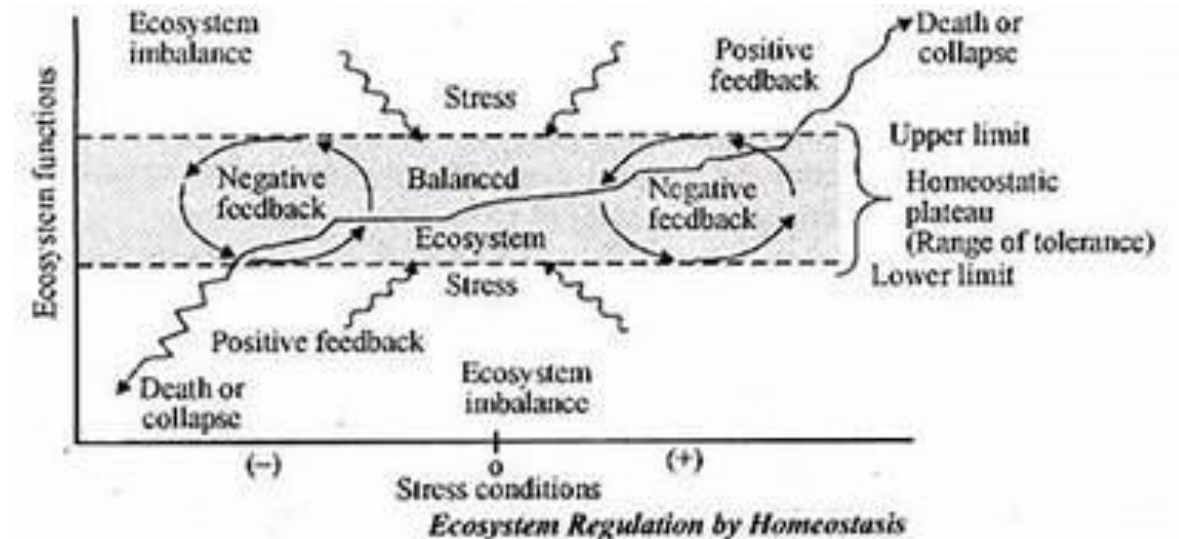 Ecosystem
imbalance
Positive
feedback
Death or
collapse
Stress
Upper limit
Ecosystem functions
Negative
feedback
Balanced
Ecosystem
Negative
feedback
Homeostatic
plateau
(Range of tolerance)
Lower limit
Stress
Positive feedback
Death or
collapse
Ecosystem
imbalance
(−)
o
(+)
Stress conditions
Ecosystem Regulation by Homeostasis